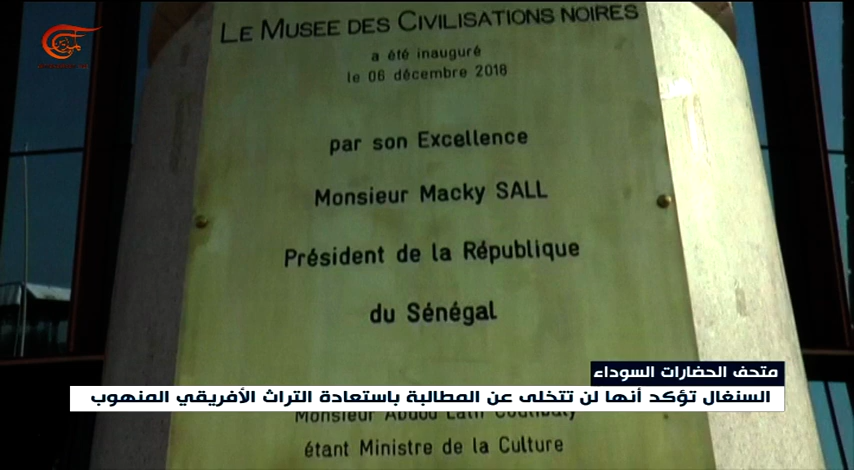 LE MUSEE DES CIVILISATIONS NOIRES
a été inauguré
le 06 décembre 2018
par son Excellence
Monsieur Macky SALL
Président de la République
du Sénégal
متحف الحضارات السوداء
السنغال تؤكد أنها لن تتخلى عن المطالبة باستعادة التراث الأفريقي المنهوب
Monsieur Abdou Latif Coulibaly
étant Ministre de la Culture